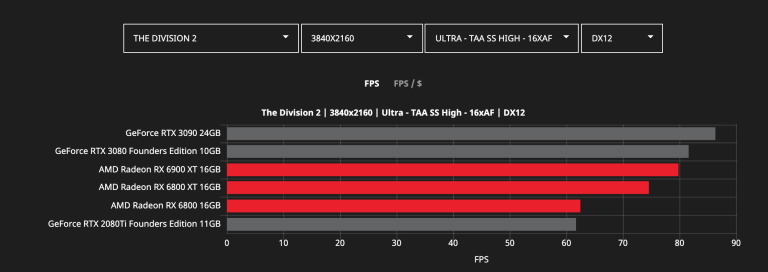 THE DIVISION 2 3840X2160 ULTRA - TAA SS HIGH - 16XAF DX12
FPS FPS / $
The Division 2 | 3840x2160 | Ultra - TAA SS High - 16xAF | DX12
GeForce RTX 3090 24GB
GeForce RTX 3080 Founders Edition 10GB
AMD Radeon RX 6900 XT 16GB
AMD Radeon RX 6800 XT 16GB
AMD Radeon RX 6800 16GB
GeForce RTX 2080Ti Founders Edition 11GB
0 10 20 30 40 50 60 70 80 90
FPS